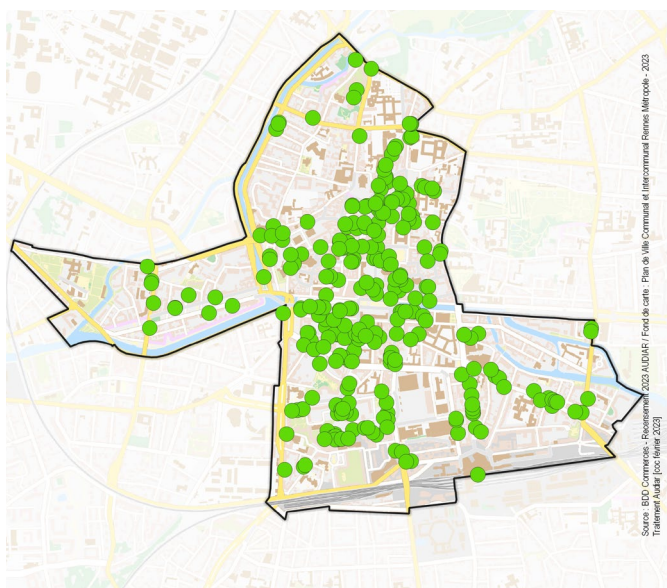 Source : BDD Commerces - Recensement 2023 AUDIAR / Fond de carte : Plan de Ville Communal et Intercommunal Rennes Métropole - 2023
Traitement Audiar [coc février 2023]